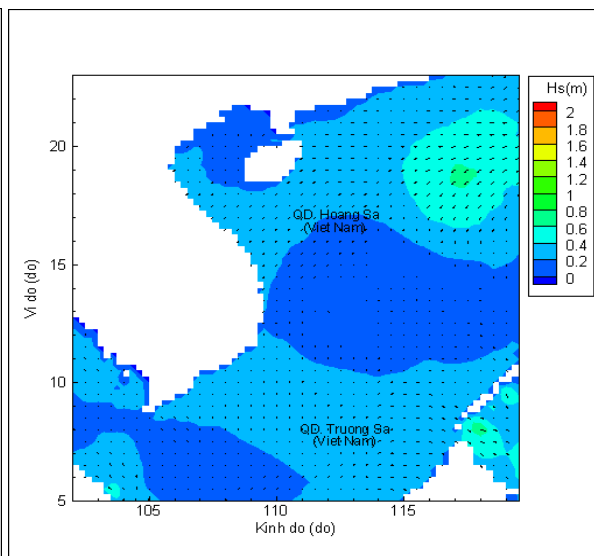 Hs(m)
2
1.8
1.6
1.4
1.2
1
0.8
0.6
0.4
0.2
0
20
15
10
5
QD. Hoang Sa
(Viet Nam)
QD. Truong Sa
(Viet Nam)
105
110
115
Kinh do (do)
Vi do (do)